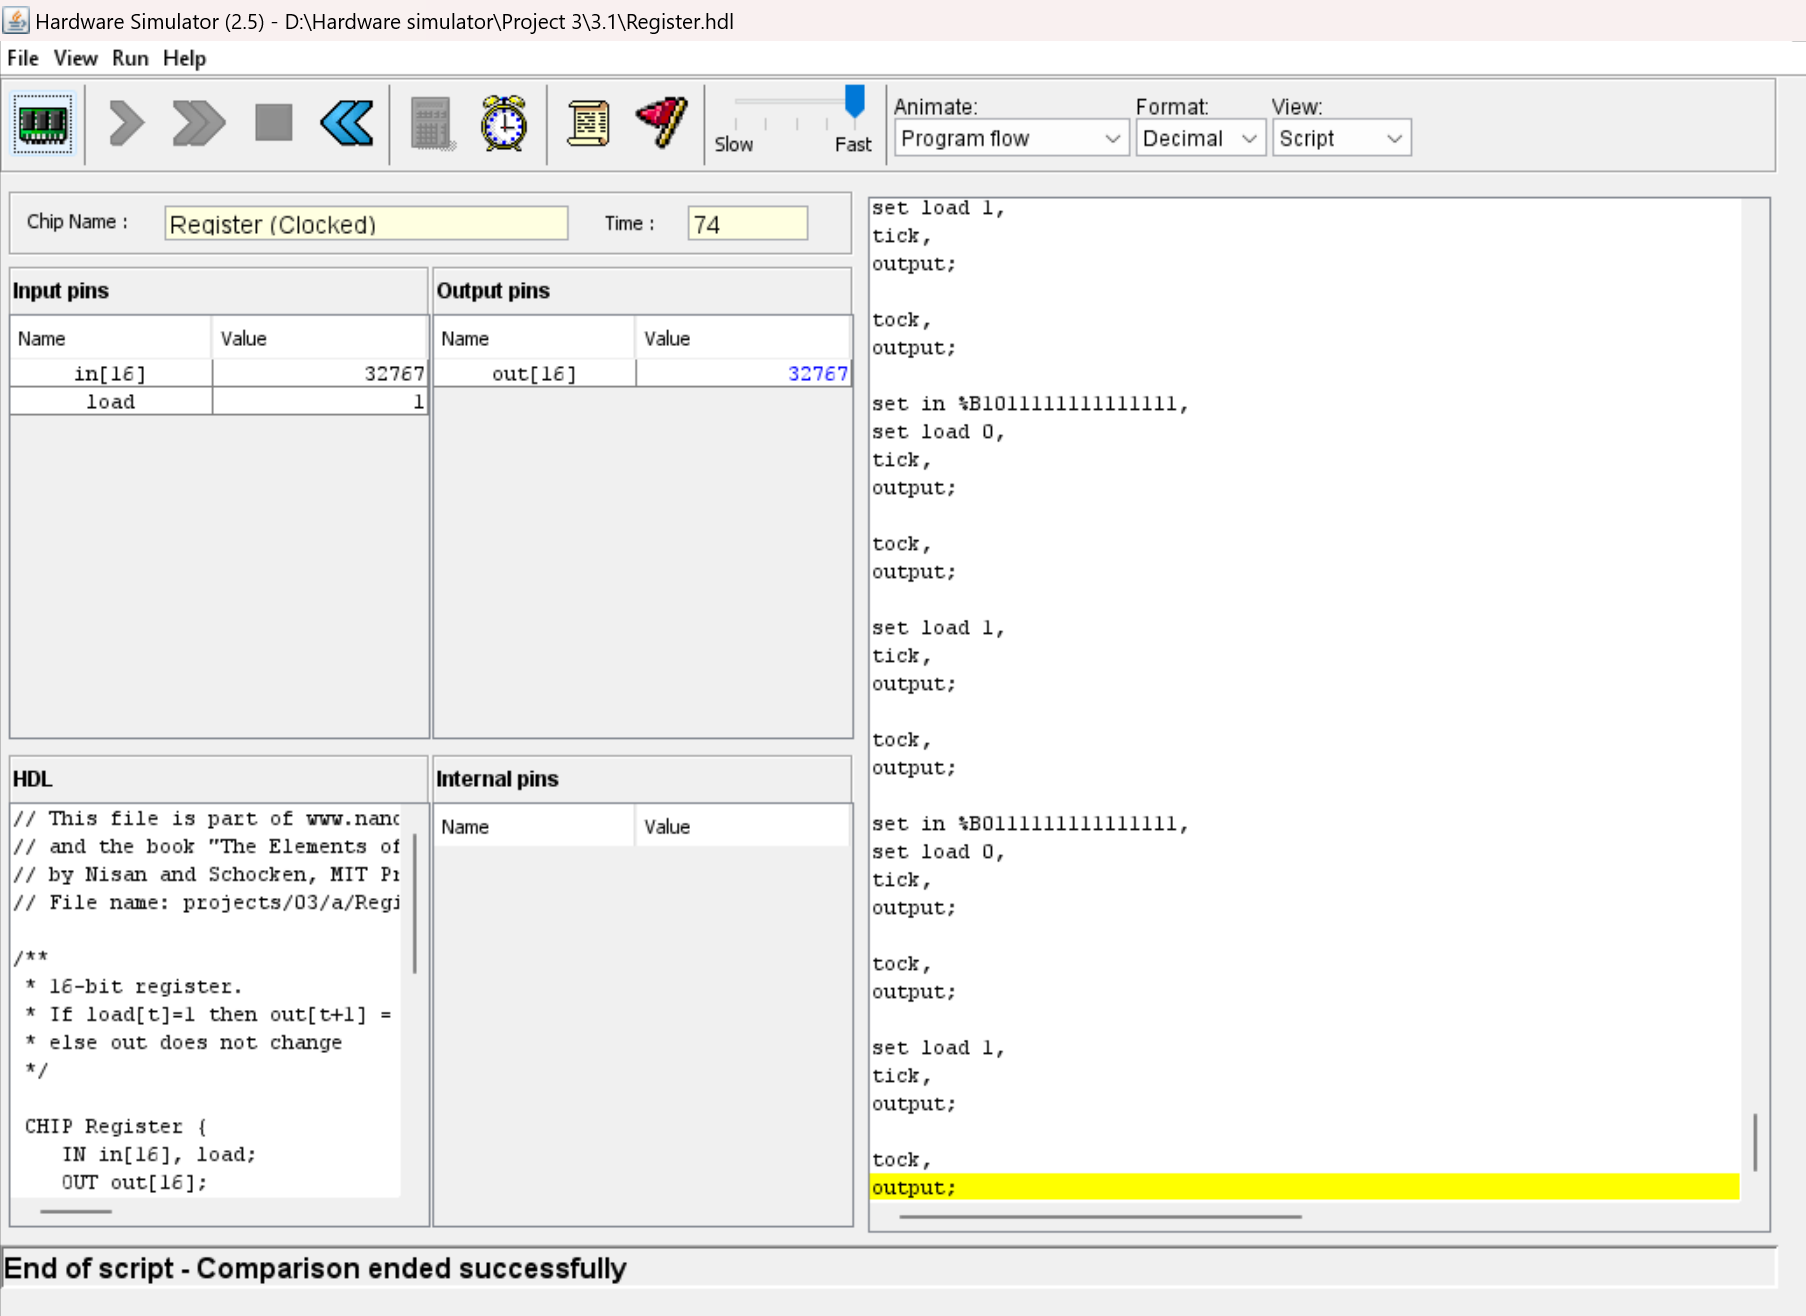 Hardware Simulator (2.5) - D:\Hardware simulator\Project 3\3.1\Register.hdl
File View Run Help
Slow Fast
Animate: Format: View:
Program flow Decimal Script
Chip Name : Register (Clocked) Time : 74
Input pins
Name Value
in[16] 32767
load 1
Output pins
Name Value
out[16] 32767
HDL
// This file is part of www.nand
// and the book "The Elements of
// by Nisan and Schocken, MIT Pr
// File name: projects/03/a/Regi
/**
* 16-bit register.
* If load[t]=1 then out[t+1] =
* else out does not change
*/
CHIP Register {
IN in[16], load;
OUT out[16];
Internal pins
Name Value
set load 1,
tick,
output;
tock,
output;
set in %B1011111111111111,
set load 0,
tick,
output;
tock,
output;
set load 1,
tick,
output;
tock,
output;
set in %B0111111111111111,
set load 0,
tick,
output;
tock,
output;
set load 1,
tick,
output;
tock,
output;
End of script - Comparison ended successfully